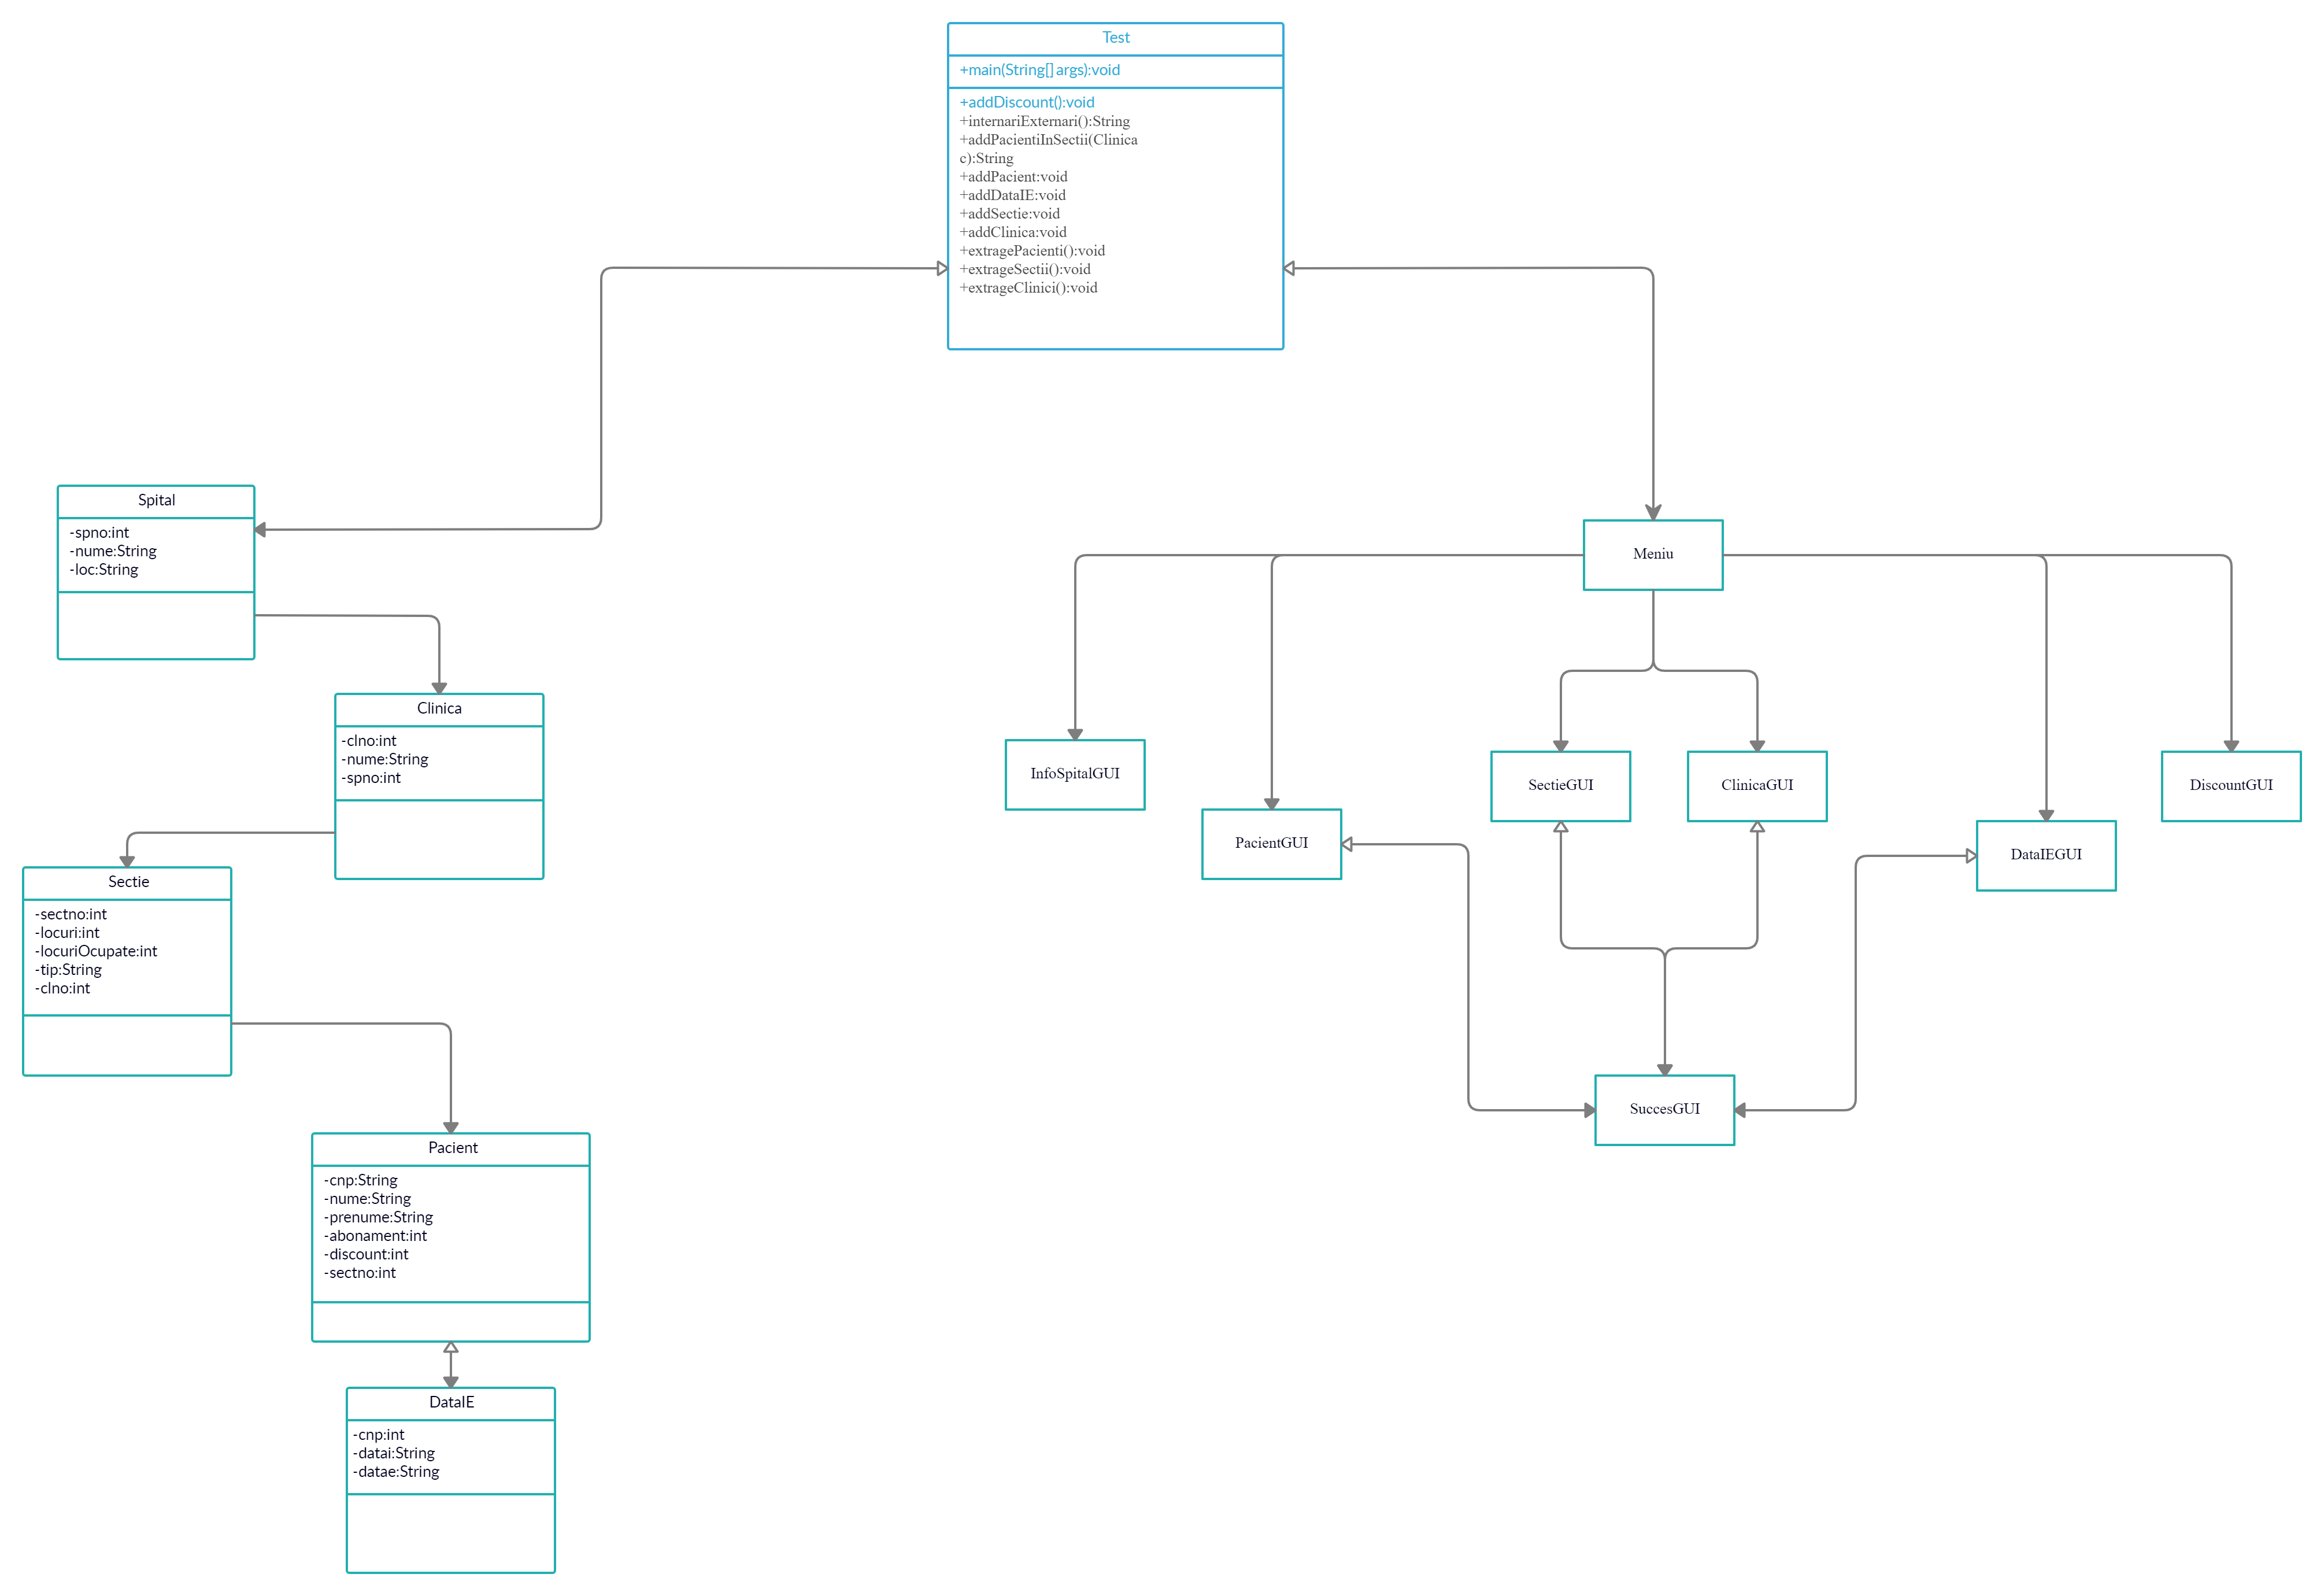 Test
+main(String[] args):void
+addDiscount():void
+internariExternari():String
+addPacientiInSectii(Clinica
c):String
+addPacient:void
+addDataIE:void
+addSectie:void
+addClinica:void
+extragePacienti():void
+extrageSectii():void
+extrageClinici():void
Spital
-spno:int
-nume:String
-loc:String
Clinica
-clno:int
-nume:String
-spno:int
Sectie
-sectno:int
-locuri:int
-locuriOcupate:int
-tip:String
-clno:int
Pacient
-cnp:String
-nume:String
-prenume:String
-abonament:int
-discount:int
-sectno:int
DataIE
-cnp:int
-datai:String
-datae:String
Meniu
InfoSpitalGUI
PacientGUI
SectieGUI
ClinicaGUI
DataIEGUI
DiscountGUI
SuccesGUI